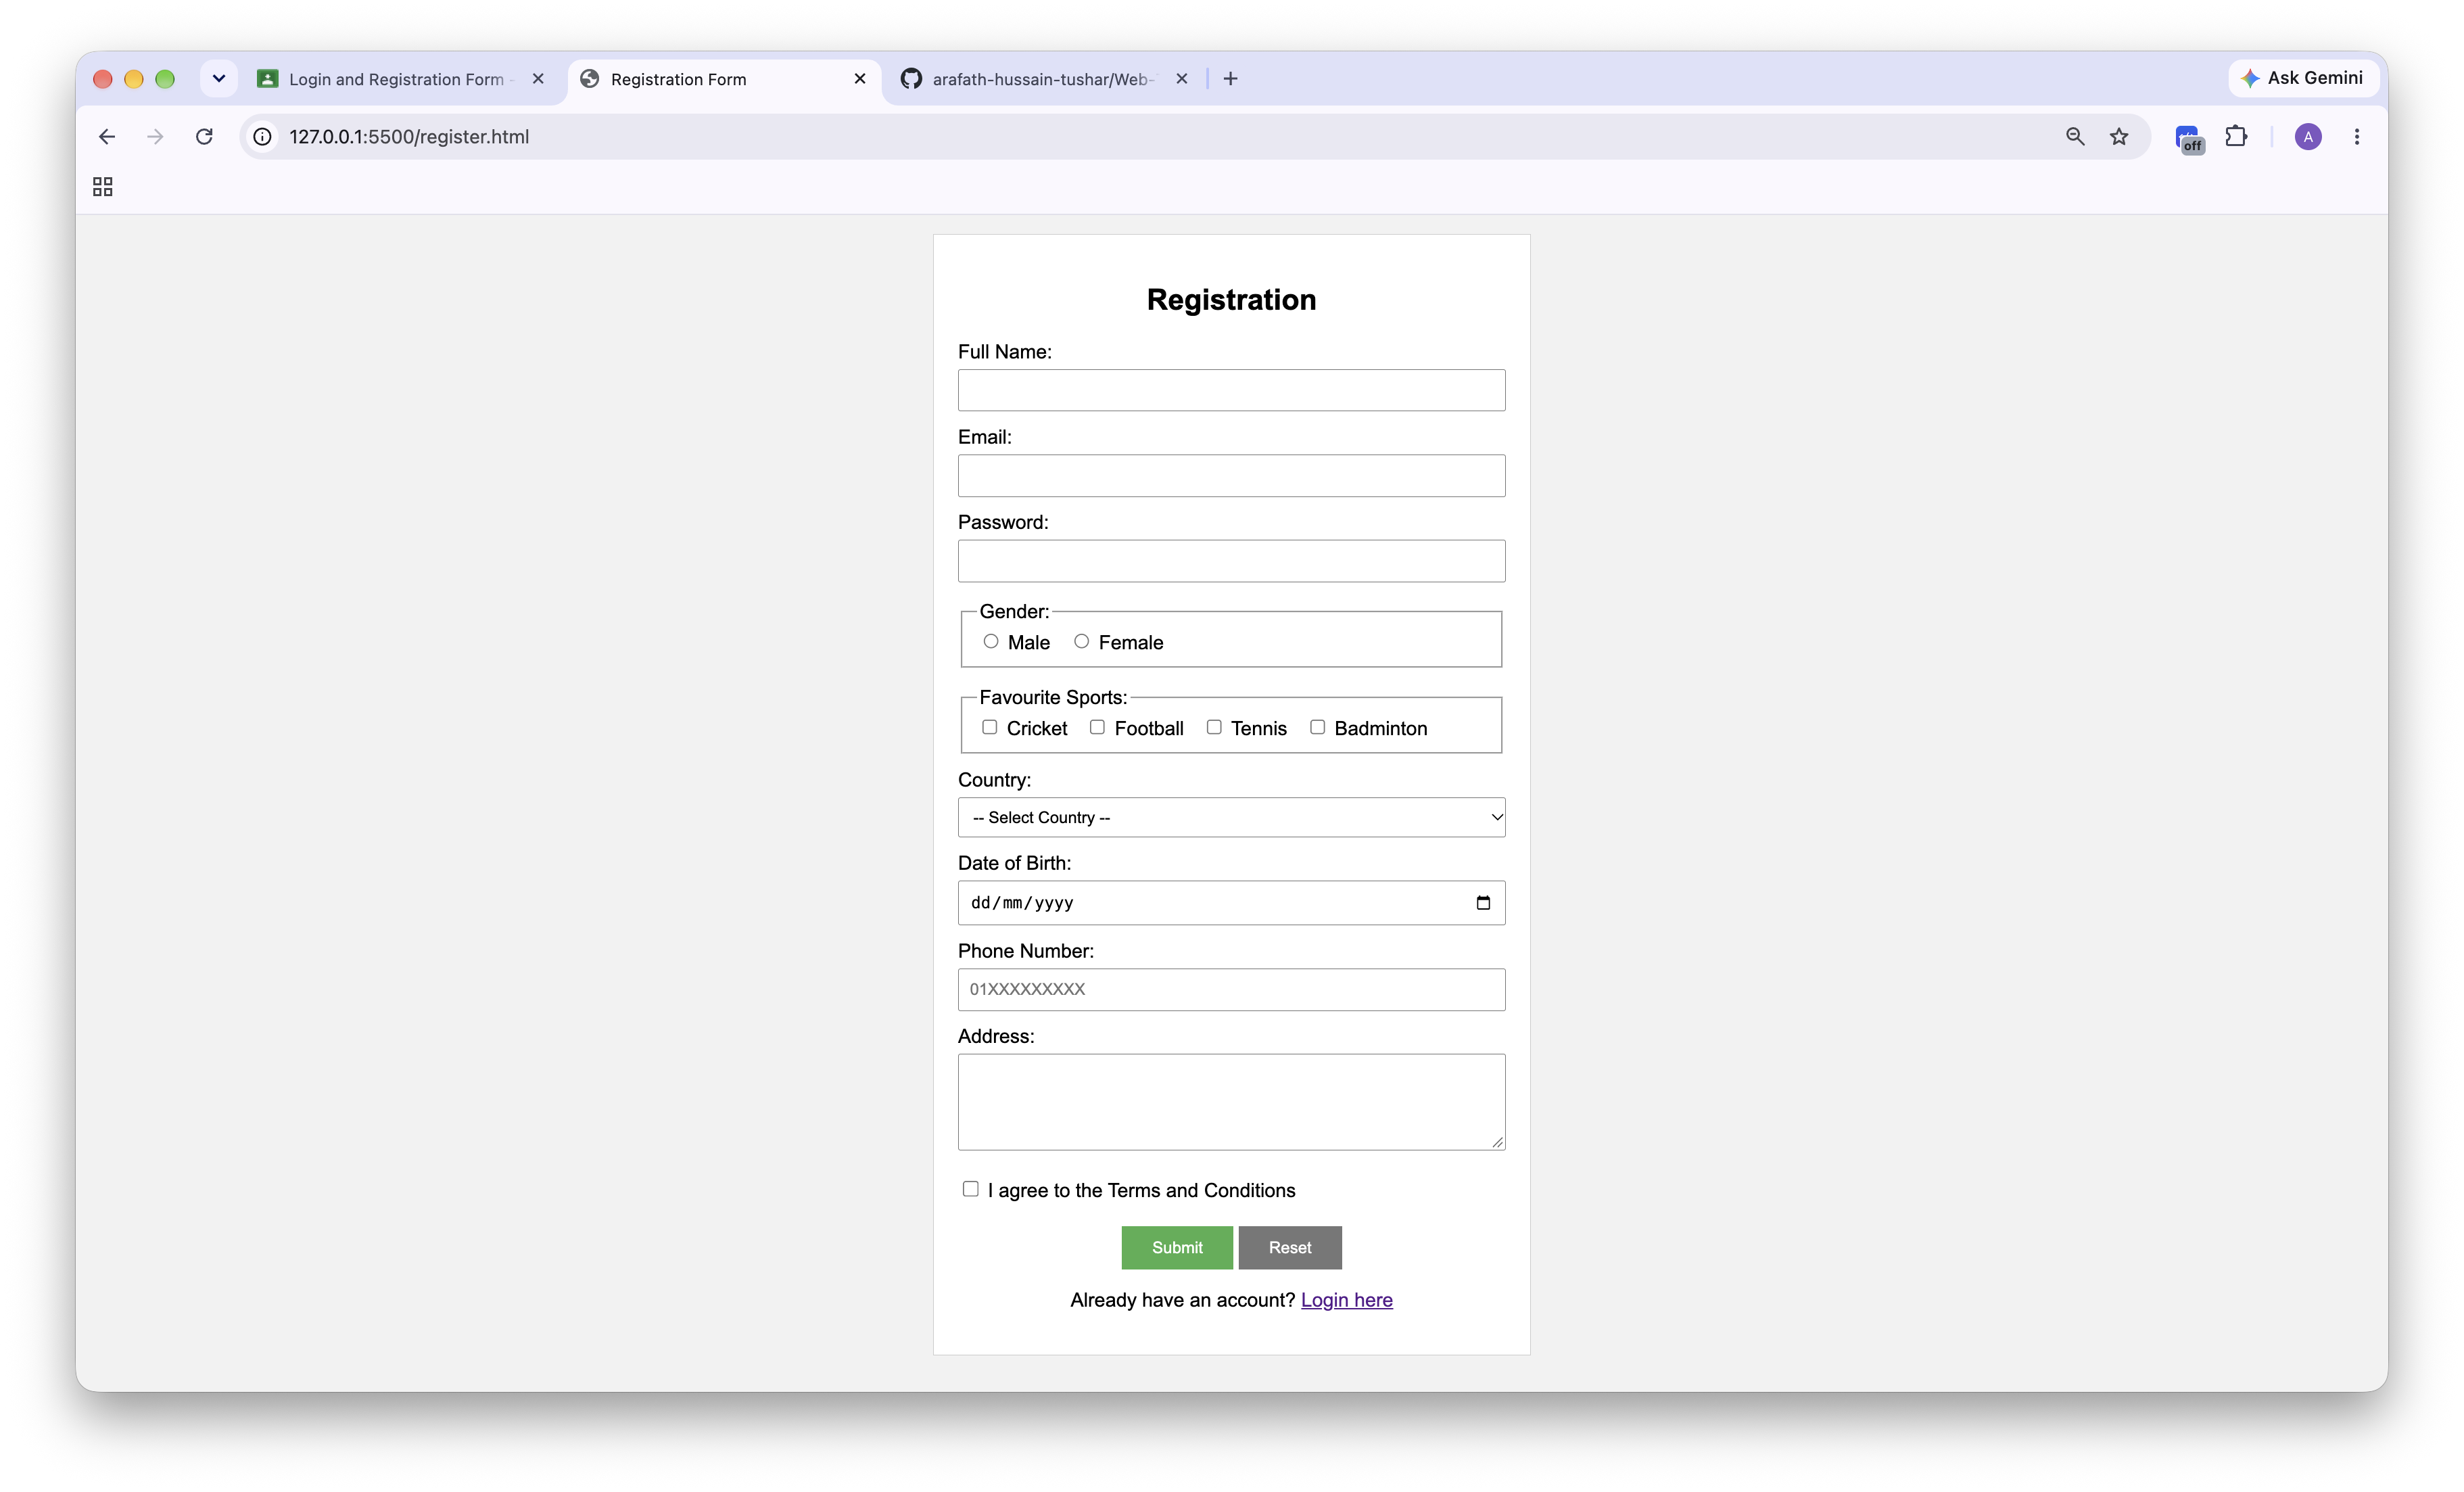 Login and Registration Form -
Registration Form
arafath-hussain-tushar/Web-
Ask Gemini
127.0.0.1:5500/register.html
off
A
Registration
Full Name:
Email:
Password:
Gender:
Male Female
Favourite Sports:
Cricket Football Tennis Badminton
Country:
-- Select Country --
Date of Birth:
dd/mm/yyyy
Phone Number:
01XXXXXXXXX
Address:
I agree to the Terms and Conditions
Submit Reset
Already have an account? Login here